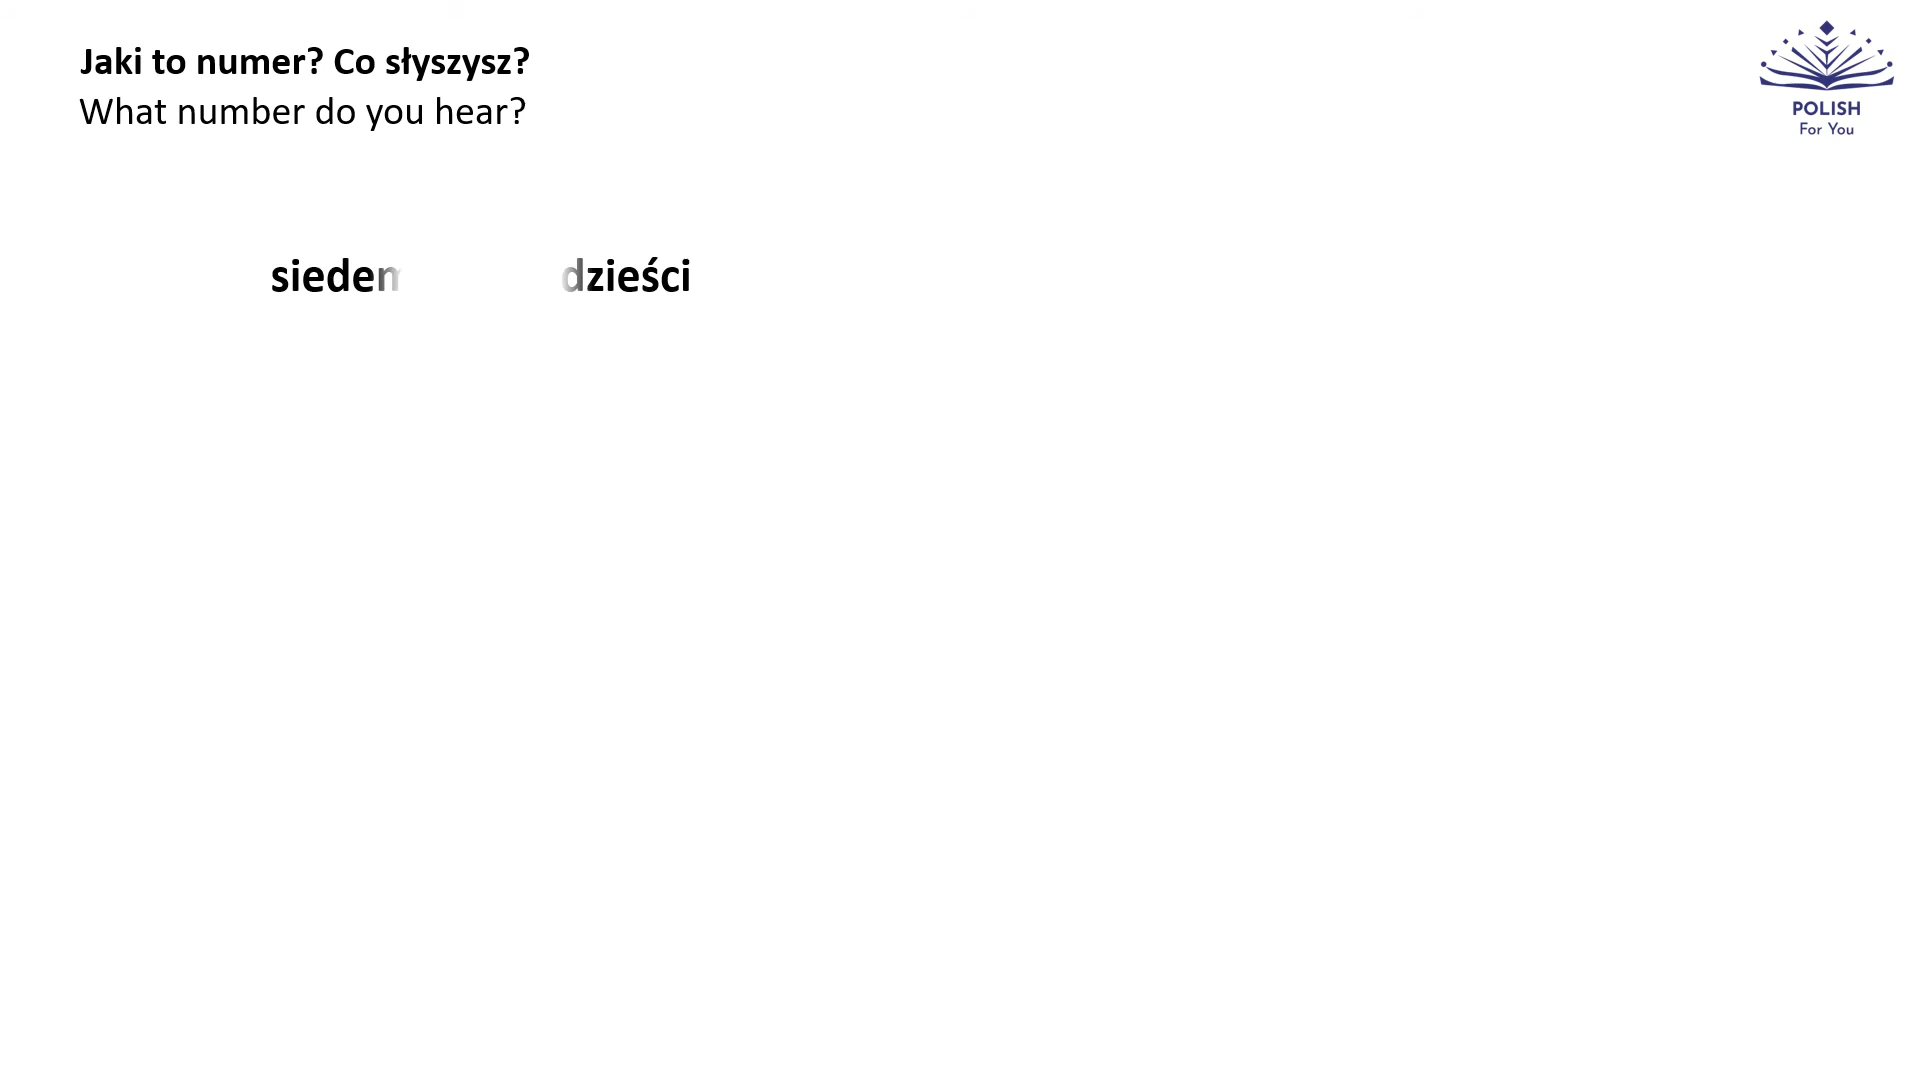 Jaki to numer? Co słyszysz?
What number do you hear?
POLISH
For You
siedem dzieści